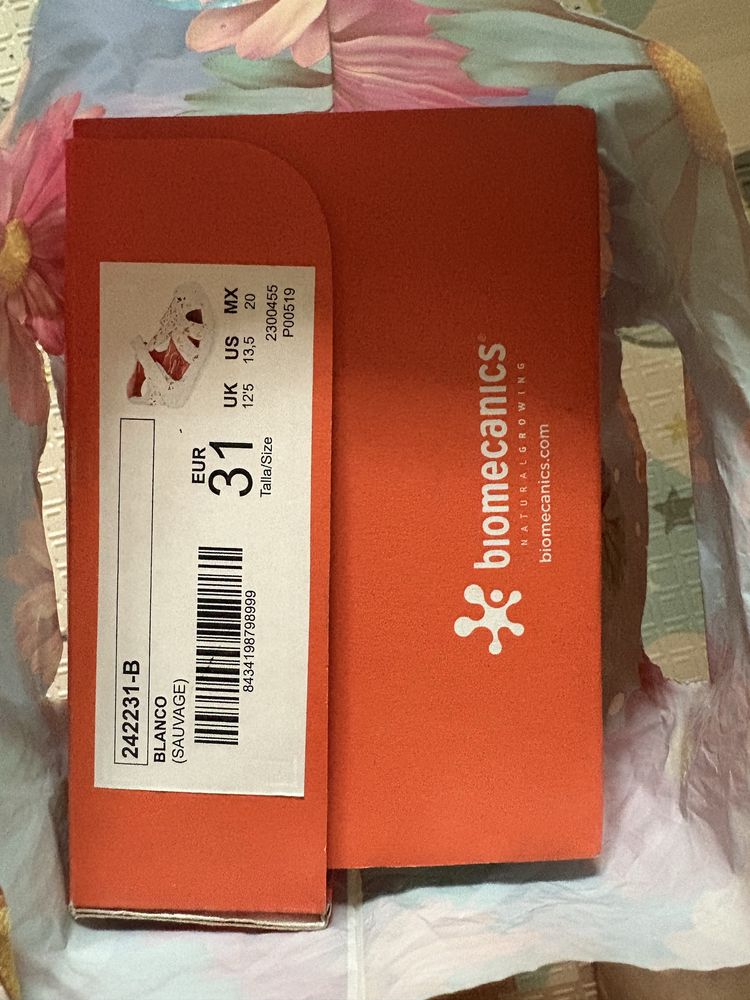 242231-B
BLANCO
(SAUVAGE)
8434198798999
EUR
31
Talla/Size
UK US MX
12'5 13,5 20
2300455
P00519
biomecanics®
NATURALGROWING
biomecanics.com